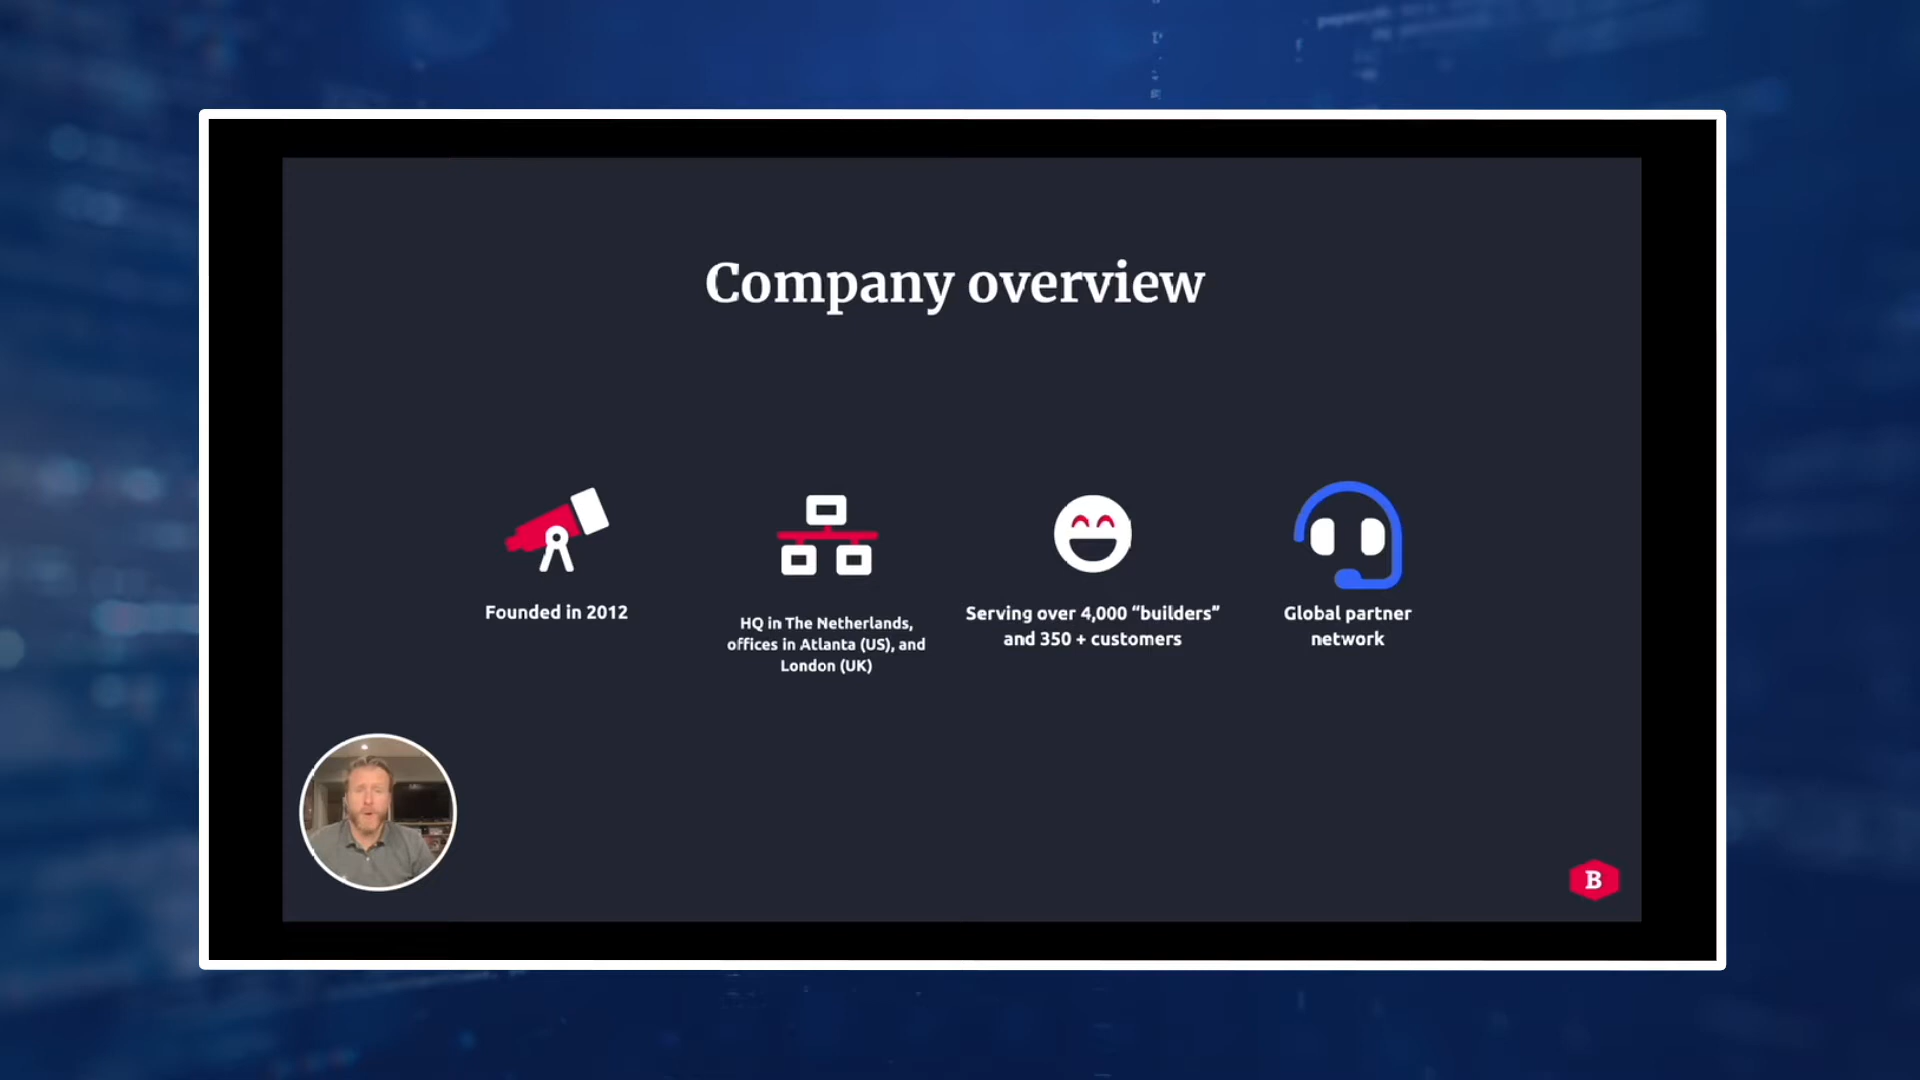 Company overview
Founded in 2012
HQ in The Netherlands,
offices in Atlanta (US), and
London (UK)
Serving over 4,000 “builders”
and 350 + customers
Global partner
network
B